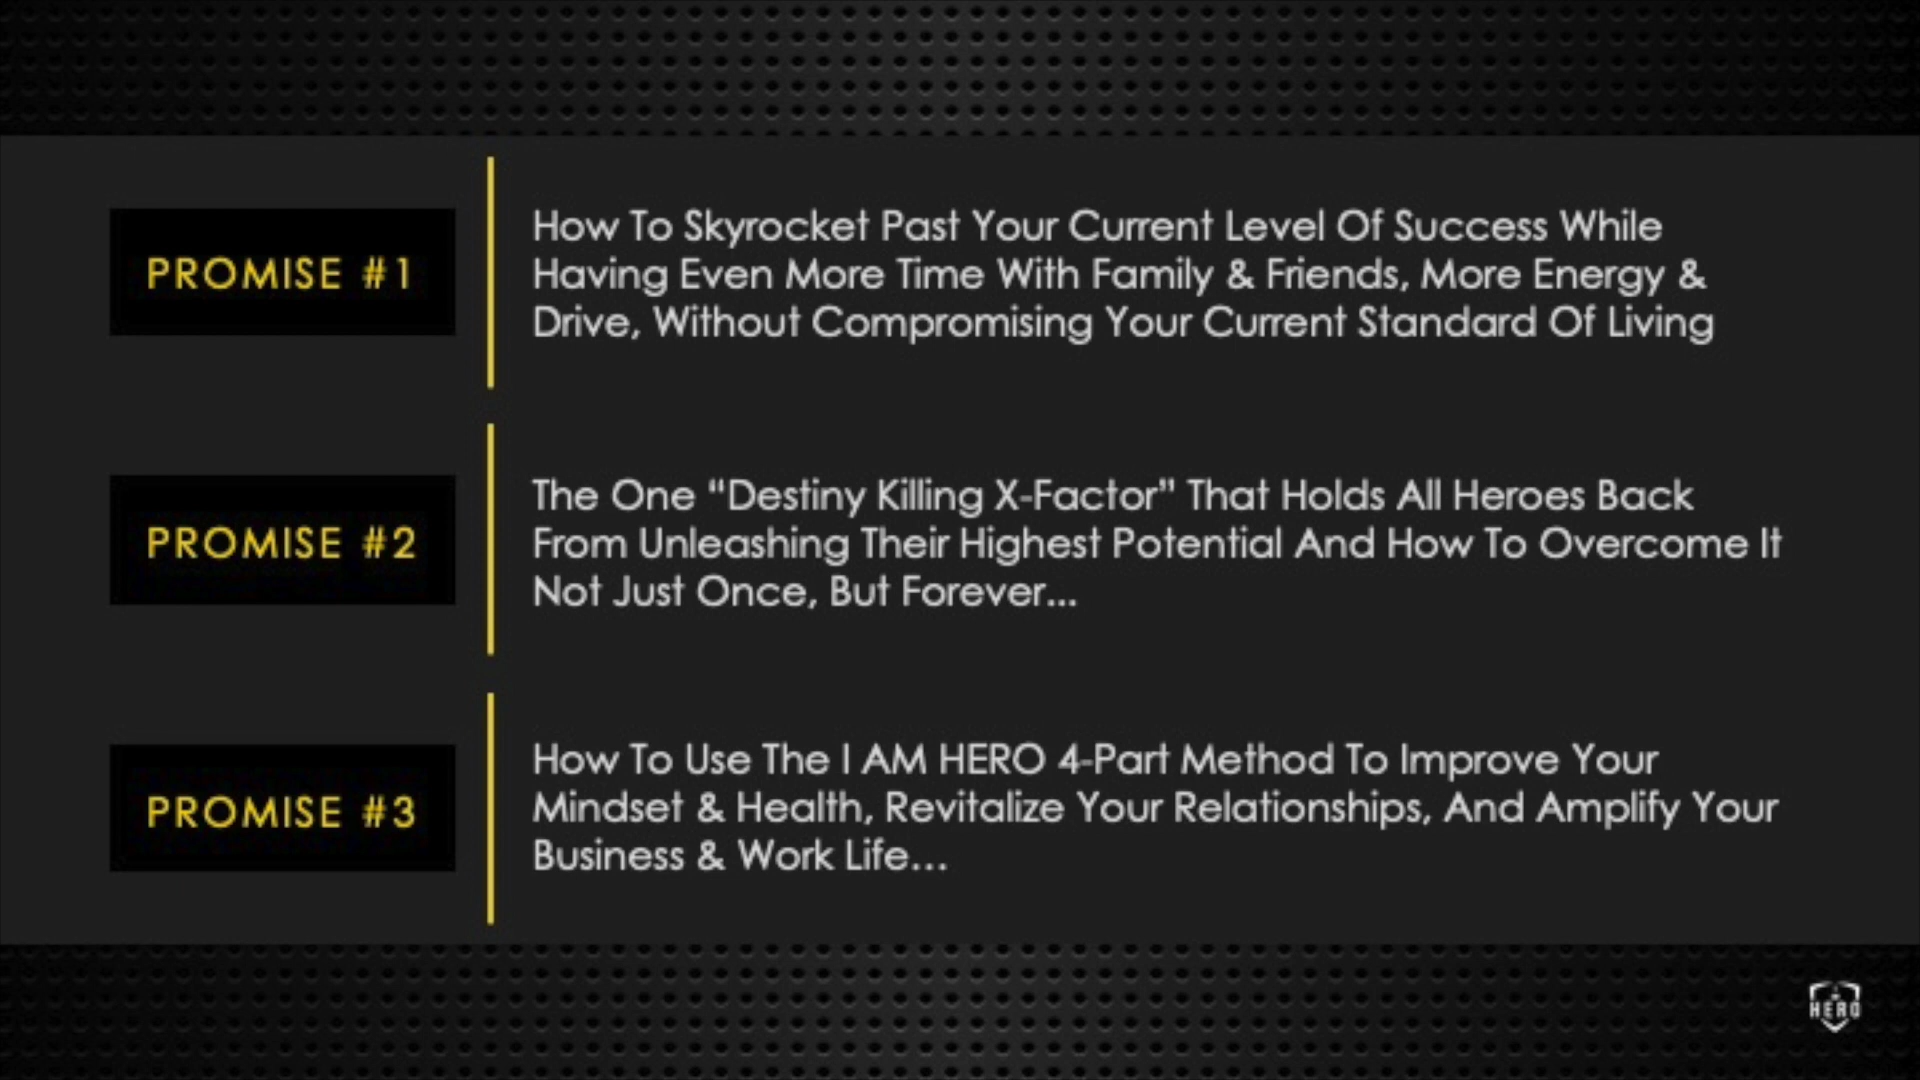 PROMISE #1
How To Skyrocket Past Your Current Level Of Success While
Having Even More Time With Family & Friends, More Energy &
Drive, Without Compromising Your Current Standard Of Living
PROMISE #2
The One “Destiny Killing X-Factor” That Holds All Heroes Back
From Unleashing Their Highest Potential And How To Overcome It
Not Just Once, But Forever...
PROMISE #3
How To Use The I AM HERO 4-Part Method To Improve Your
Mindset & Health, Revitalize Your Relationships, And Amplify Your
Business & Work Life...
HERO